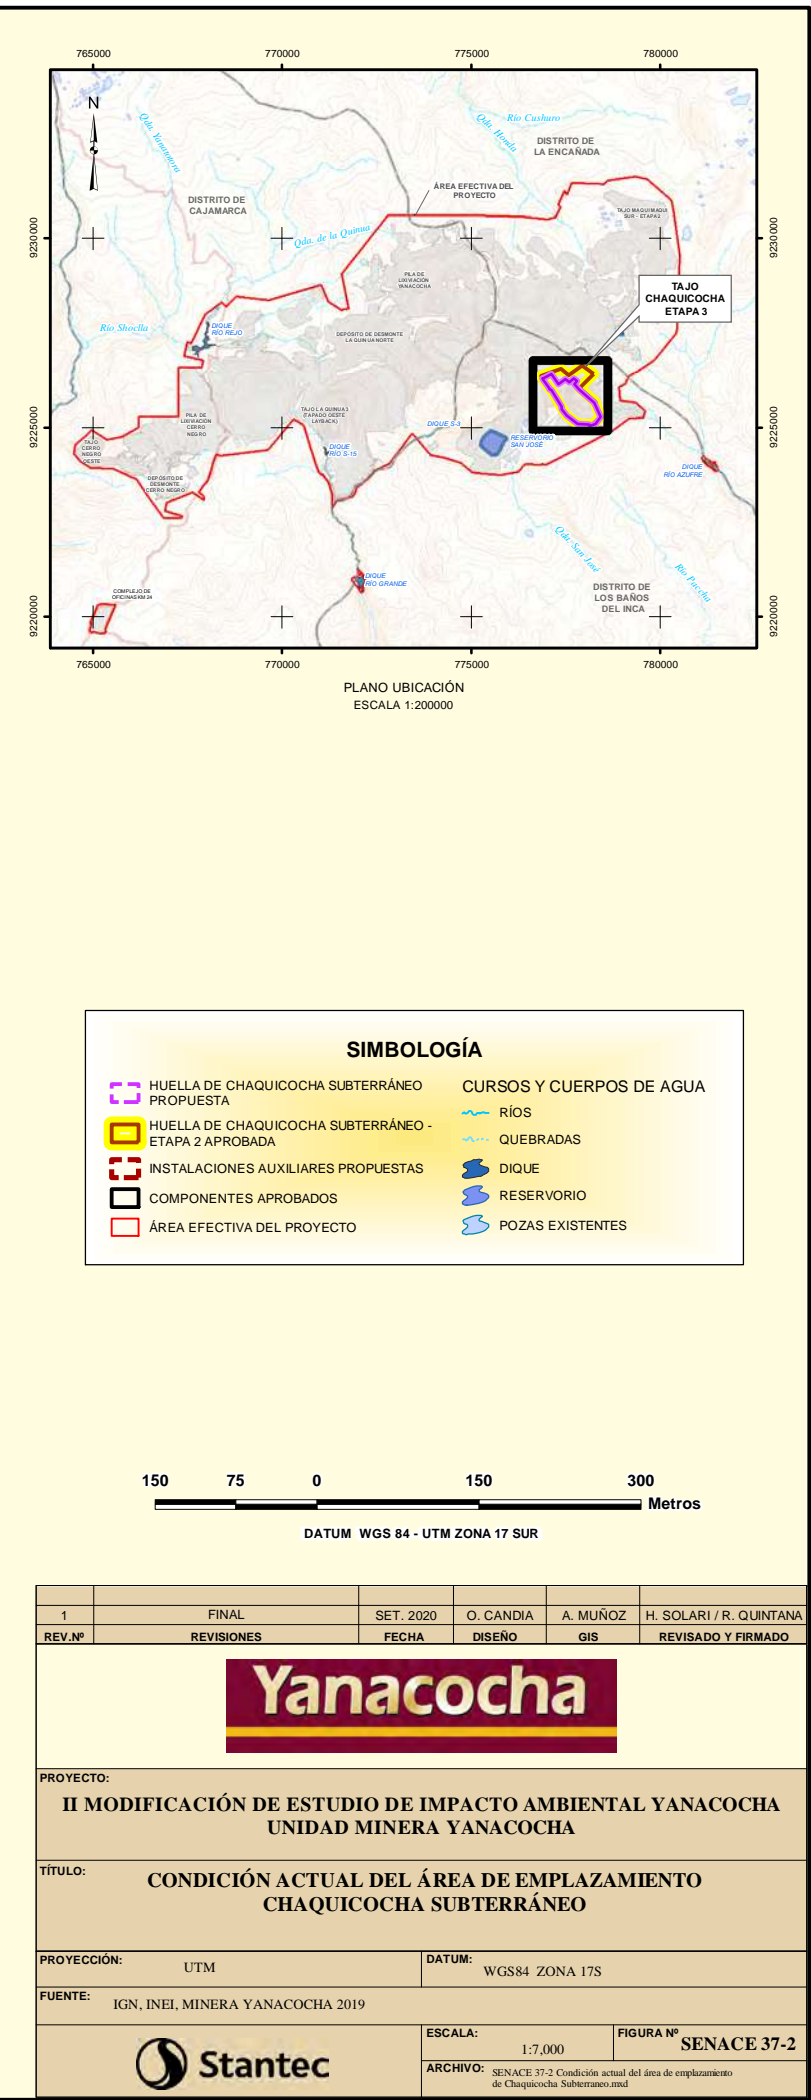 765000
770000
775000
780000
N
Qda. Yanatotora
Río Cushuro
Qda. Honda
DISTRITO DE
LA ENCAÑADA
ÁREA EFECTIVA DEL
PROYECTO
DISTRITO DE
CAJAMARCA
TAJO MAQUI MAQUI
SUR - ETAPA 2
9230000
9230000
Qda. de la Quinua
PILA DE
LIXIVIACIÓN
YANACOCHA
TAJO
CHAQUICOCHA
ETAPA 3
Río Shoclla
DIQUE
RÍO REJO
DEPÓSITO DE DESMONTE
LA QUINUA NORTE
9225000
9225000
PILA DE
LIXIVIACIÓN
CERRO
NEGRO
TAJO LA QUINUA 3
(TAPADO OESTE
LAYBACK)
DIQUE S-3
RESERVORIO
SAN JOSÉ
TAJO
CERRO
NEGRO
OESTE
DIQUE
RÍO S-15
DIQUE
RÍO AZUFRE
DEPÓSITO DE
DESMONTE
CERRO NEGRO
Qda. San José
Río Paccha
DIQUE
RÍO GRANDE
COMPLEJO DE
OFICINAS KM 24
DISTRITO DE
LOS BAÑOS
DEL INCA
9220000
9220000
765000
770000
775000
780000
PLANO UBICACIÓN
ESCALA 1:200000
SIMBOLOGÍA
HUELLA DE CHAQUICOCHA SUBTERRÁNEO
PROPUESTA
HUELLA DE CHAQUICOCHA SUBTERRÁNEO -
ETAPA 2 APROBADA
INSTALACIONES AUXILIARES PROPUESTAS
COMPONENTES APROBADOS
ÁREA EFECTIVA DEL PROYECTO
CURSOS Y CUERPOS DE AGUA
RÍOS
QUEBRADAS
DIQUE
RESERVORIO
POZAS EXISTENTES
150 75 0 150 300
Metros
DATUM WGS 84 - UTM ZONA 17 SUR
1 FINAL SET. 2020 O. CANDIA A. MUÑOZ H. SOLARI / R. QUINTANA
REV.Nº REVISIONES FECHA DISEÑO GIS REVISADO Y FIRMADO
Yanacocha
PROYECTO:
II MODIFICACIÓN DE ESTUDIO DE IMPACTO AMBIENTAL YANACOCHA
UNIDAD MINERA YANACOCHA
TÍTULO:
CONDICIÓN ACTUAL DEL ÁREA DE EMPLAZAMIENTO
CHAQUICOCHA SUBTERRÁNEO
PROYECCIÓN: UTM
DATUM: WGS84 ZONA 17S
FUENTE: IGN, INEI, MINERA YANACOCHA 2019
Stantec
ESCALA: 1:7,000
FIGURA Nº SENACE 37-2
ARCHIVO: SENACE 37-2 Condición actual del área de emplazamiento
de Chaquicocha Subterraneo.mxd